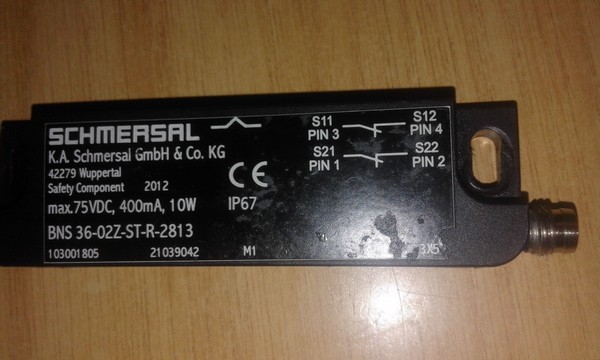 SCHMERSAL
K.A. Schmersal GmbH & Co. KG
42279 Wuppertal
Safety Component 2012
max.75VDC, 400mA, 10W IP67
BNS 36-02Z-ST-R-2813
103001805 21039042 M1 3X5
CE
S11 S12
PIN 3 PIN 4
S21 S22
PIN 1 PIN 2